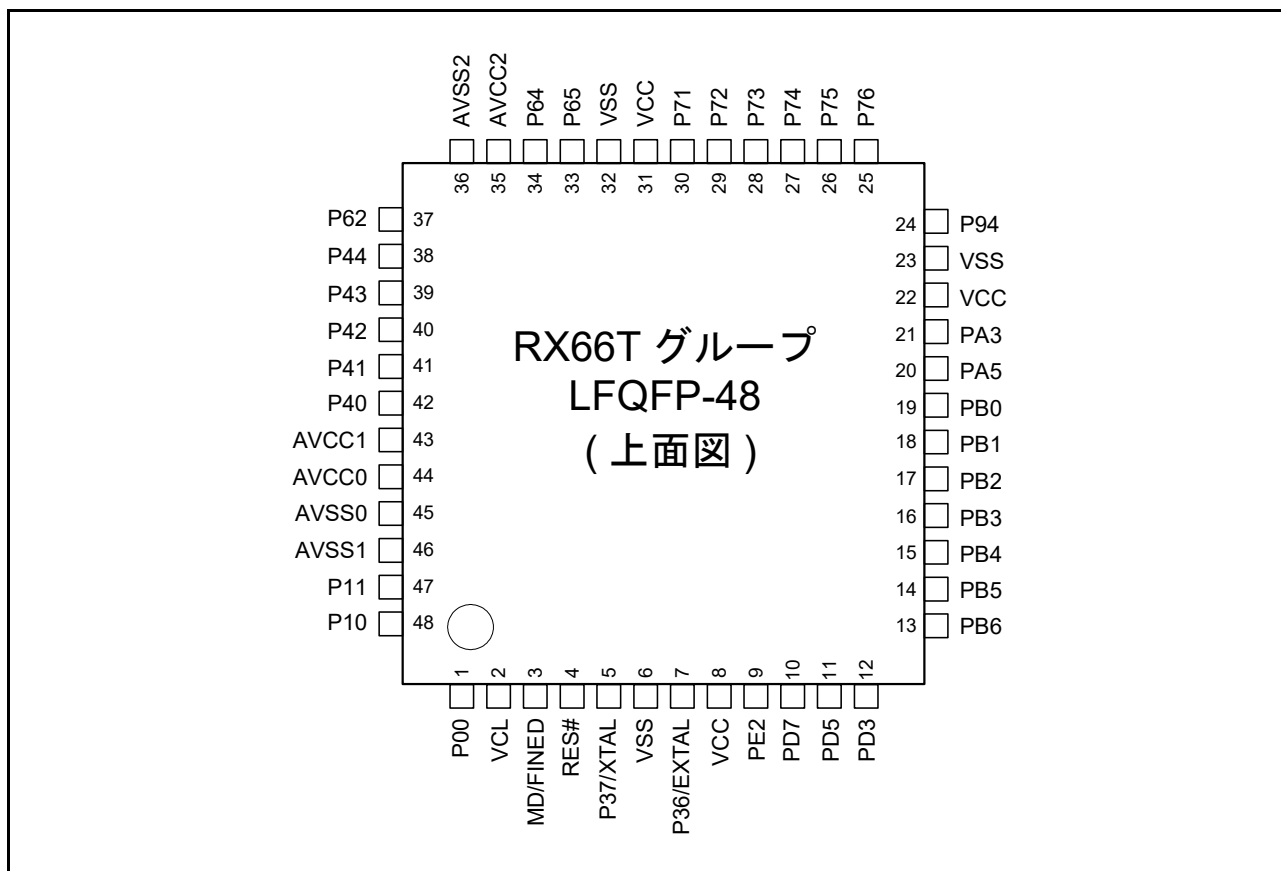 AVSS2
AVCC2
P64
P65
VSS
VCC
P71
P72
P73
P74
P75
P76
36
35
34
33
32
31
30
29
28
27
26
25
P62 37
P44 38
P43 39
P42 40
P41 41
P40 42
AVCC1 43
AVCC0 44
AVSS0 45
AVSS1 46
P11 47
P10 48
RX66T グループ
LFQFP-48
( 上面図 )
24 P94
23 VSS
22 VCC
21 PA3
20 PA5
19 PB0
18 PB1
17 PB2
16 PB3
15 PB4
14 PB5
13 PB6
1
2
3
4
5
6
7
8
9
10
11
12
P00
VCL
MD/FINED
RES#
P37/XTAL
VSS
P36/EXTAL
VCC
PE2
PD7
PD5
PD3